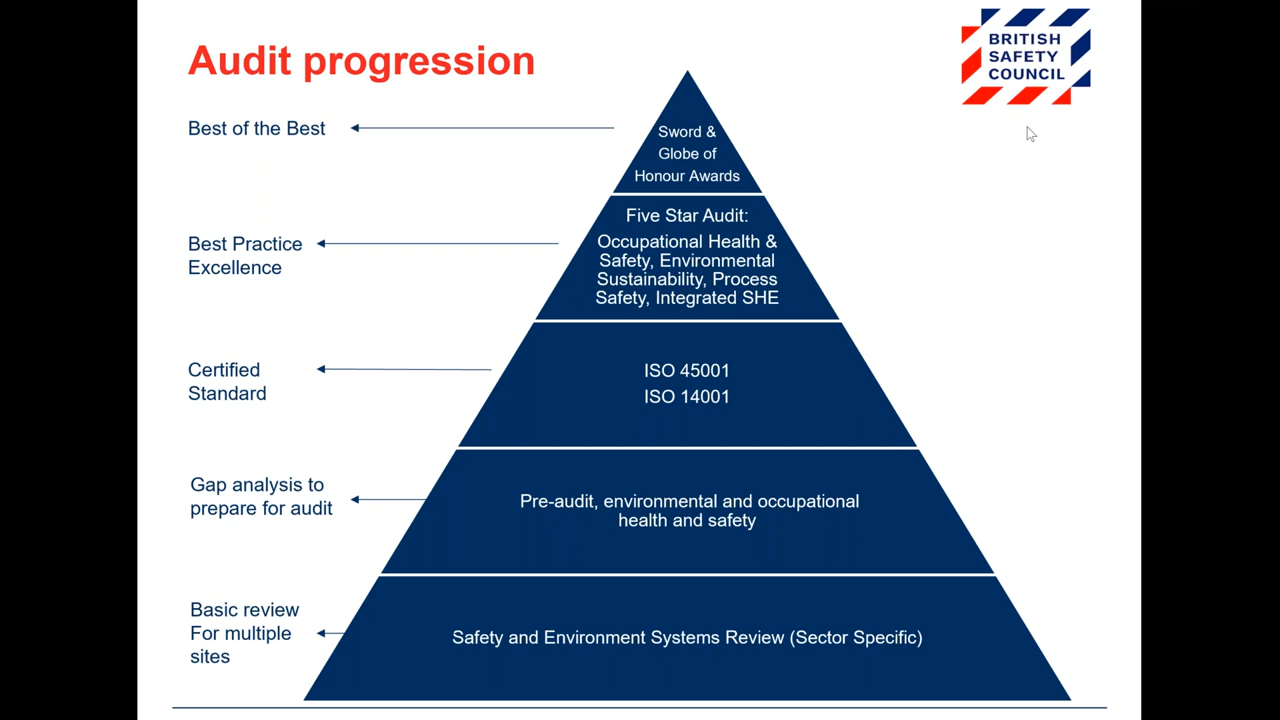 Audit progression
BRITISH
SAFETY
COUNCIL
Best of the Best
Sword &
Globe of
Honour Awards
Best Practice
Excellence
Five Star Audit:
Occupational Health &
Safety, Environmental
Sustainability, Process
Safety, Integrated SHE
Certified
Standard
ISO 45001
ISO 14001
Gap analysis to
prepare for audit
Pre-audit, environmental and occupational
health and safety
Basic review
For multiple
sites
Safety and Environment Systems Review (Sector Specific)